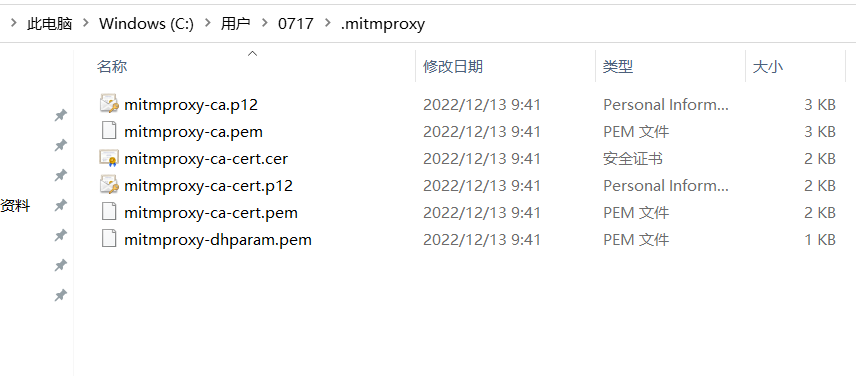 此电脑 > Windows (C:) > 用户 > 0717 > .mitmproxy
名称 修改日期 类型 大小
mitmproxy-ca.p12 2022/12/13 9:41 Personal Inform... 3 KB
mitmproxy-ca.pem 2022/12/13 9:41 PEM 文件 3 KB
mitmproxy-ca-cert.cer 2022/12/13 9:41 安全证书 2 KB
mitmproxy-ca-cert.p12 2022/12/13 9:41 Personal Inform... 2 KB
资料
mitmproxy-ca-cert.pem 2022/12/13 9:41 PEM 文件 2 KB
mitmproxy-dhparam.pem 2022/12/13 9:41 PEM 文件 1 KB